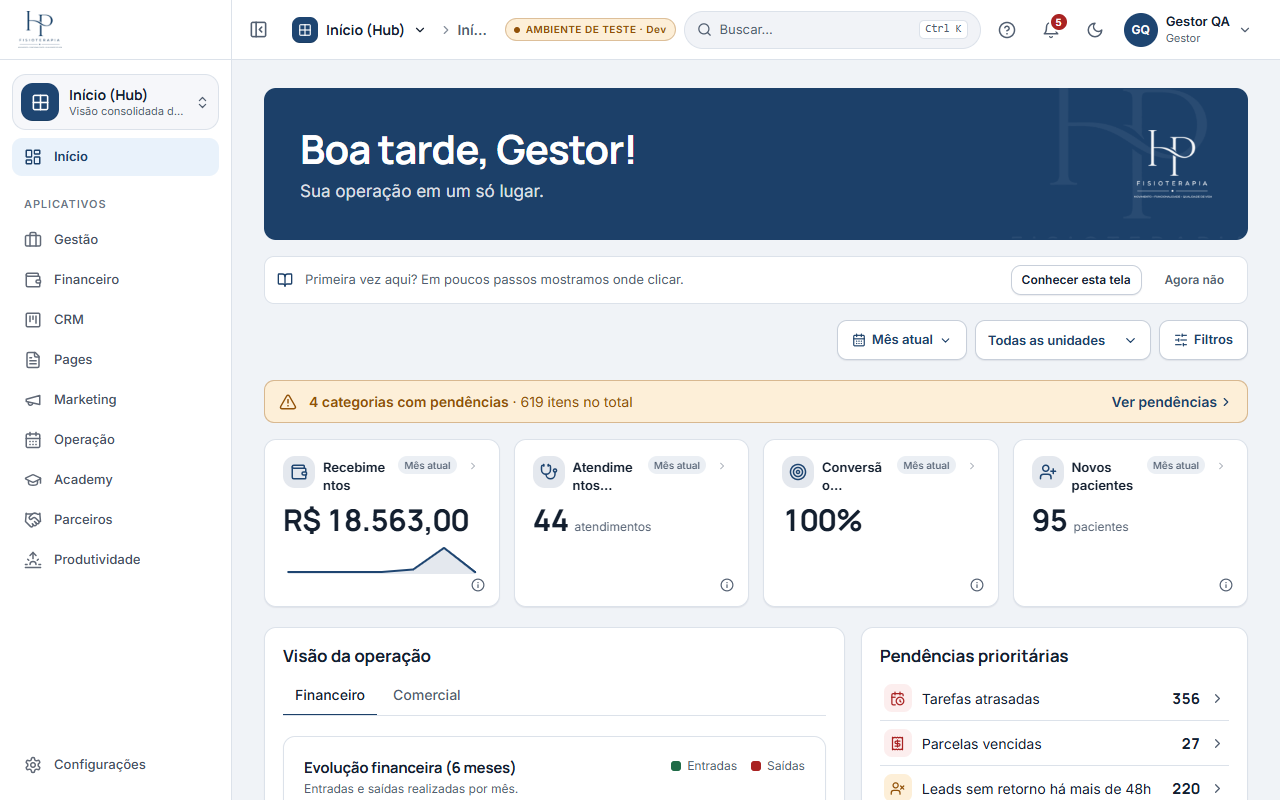 HP
FISIOTERAPIA
Início (Hub)
Iní...
AMBIENTE DE TESTE · Dev
Buscar...
Ctrl K
5
GQ
Gestor QA
Gestor
Início (Hub)
Visão consolidada d...
Início
APLICATIVOS
Gestão
Financeiro
CRM
Pages
Marketing
Operação
Academy
Parceiros
Produtividade
Configurações
Boa tarde, Gestor!
Sua operação em um só lugar.
HP
FISIOTERAPIA
Primeira vez aqui? Em poucos passos mostramos onde clicar.
Conhecer esta tela
Agora não
Mês atual
Todas as unidades
Filtros
4 categorias com pendências · 619 itens no total
Ver pendências
Recebime
ntos
Mês atual
R$ 18.563,00
Atendime
ntos...
Mês atual
44 atendimentos
Conversã
o...
Mês atual
100%
Novos
pacientes
Mês atual
95 pacientes
Visão da operação
Financeiro
Comercial
Evolução financeira (6 meses)
Entradas e saídas realizadas por mês.
Entradas
Saídas
Pendências prioritárias
Tarefas atrasadas
356
Parcelas vencidas
27
Leads sem retorno há mais de 48h
220